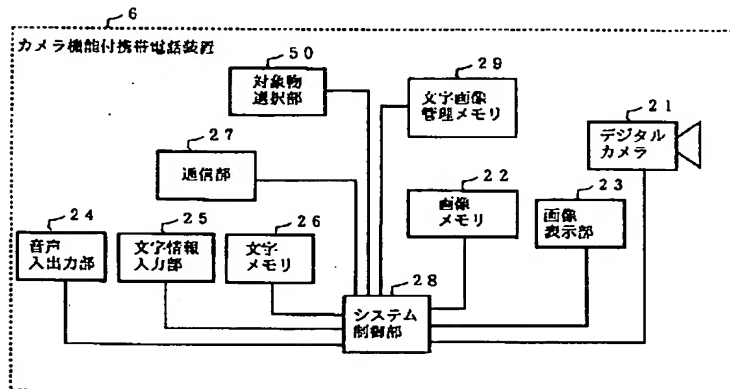 6
カメラ機能付携帯電話装置
50
対象物
選択部
29
文字画像
管理メモリ
21
デジタル
カメラ
27
通信部
22
画像
メモリ
23
画像
表示部
24
音声
入出力部
25
文字情報
入力部
26
文字
メモリ
28
システム
制御部